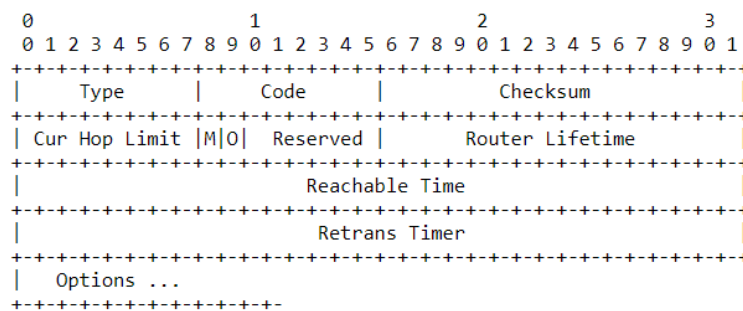 0                   1                   2                   3
0 1 2 3 4 5 6 7 8 9 0 1 2 3 4 5 6 7 8 9 0 1 2 3 4 5 6 7 8 9 0 1
+-+-+-+-+-+-+-+-+-+-+-+-+-+-+-+-+-+-+-+-+-+-+-+-+-+-+-+-+-+-+-+-
|     Type      |     Code      |          Checksum             |
+-+-+-+-+-+-+-+-+-+-+-+-+-+-+-+-+-+-+-+-+-+-+-+-+-+-+-+-+-+-+-+-
| Cur Hop Limit |M|O|  Reserved |       Router Lifetime         |
+-+-+-+-+-+-+-+-+-+-+-+-+-+-+-+-+-+-+-+-+-+-+-+-+-+-+-+-+-+-+-+-
|                         Reachable Time                        |
+-+-+-+-+-+-+-+-+-+-+-+-+-+-+-+-+-+-+-+-+-+-+-+-+-+-+-+-+-+-+-+-
|                          Retrans Timer                        |
+-+-+-+-+-+-+-+-+-+-+-+-+-+-+-+-+-+-+-+-+-+-+-+-+-+-+-+-+-+-+-+-
|   Options ...
+-+-+-+-+-+-+-+-+-+-+-+-